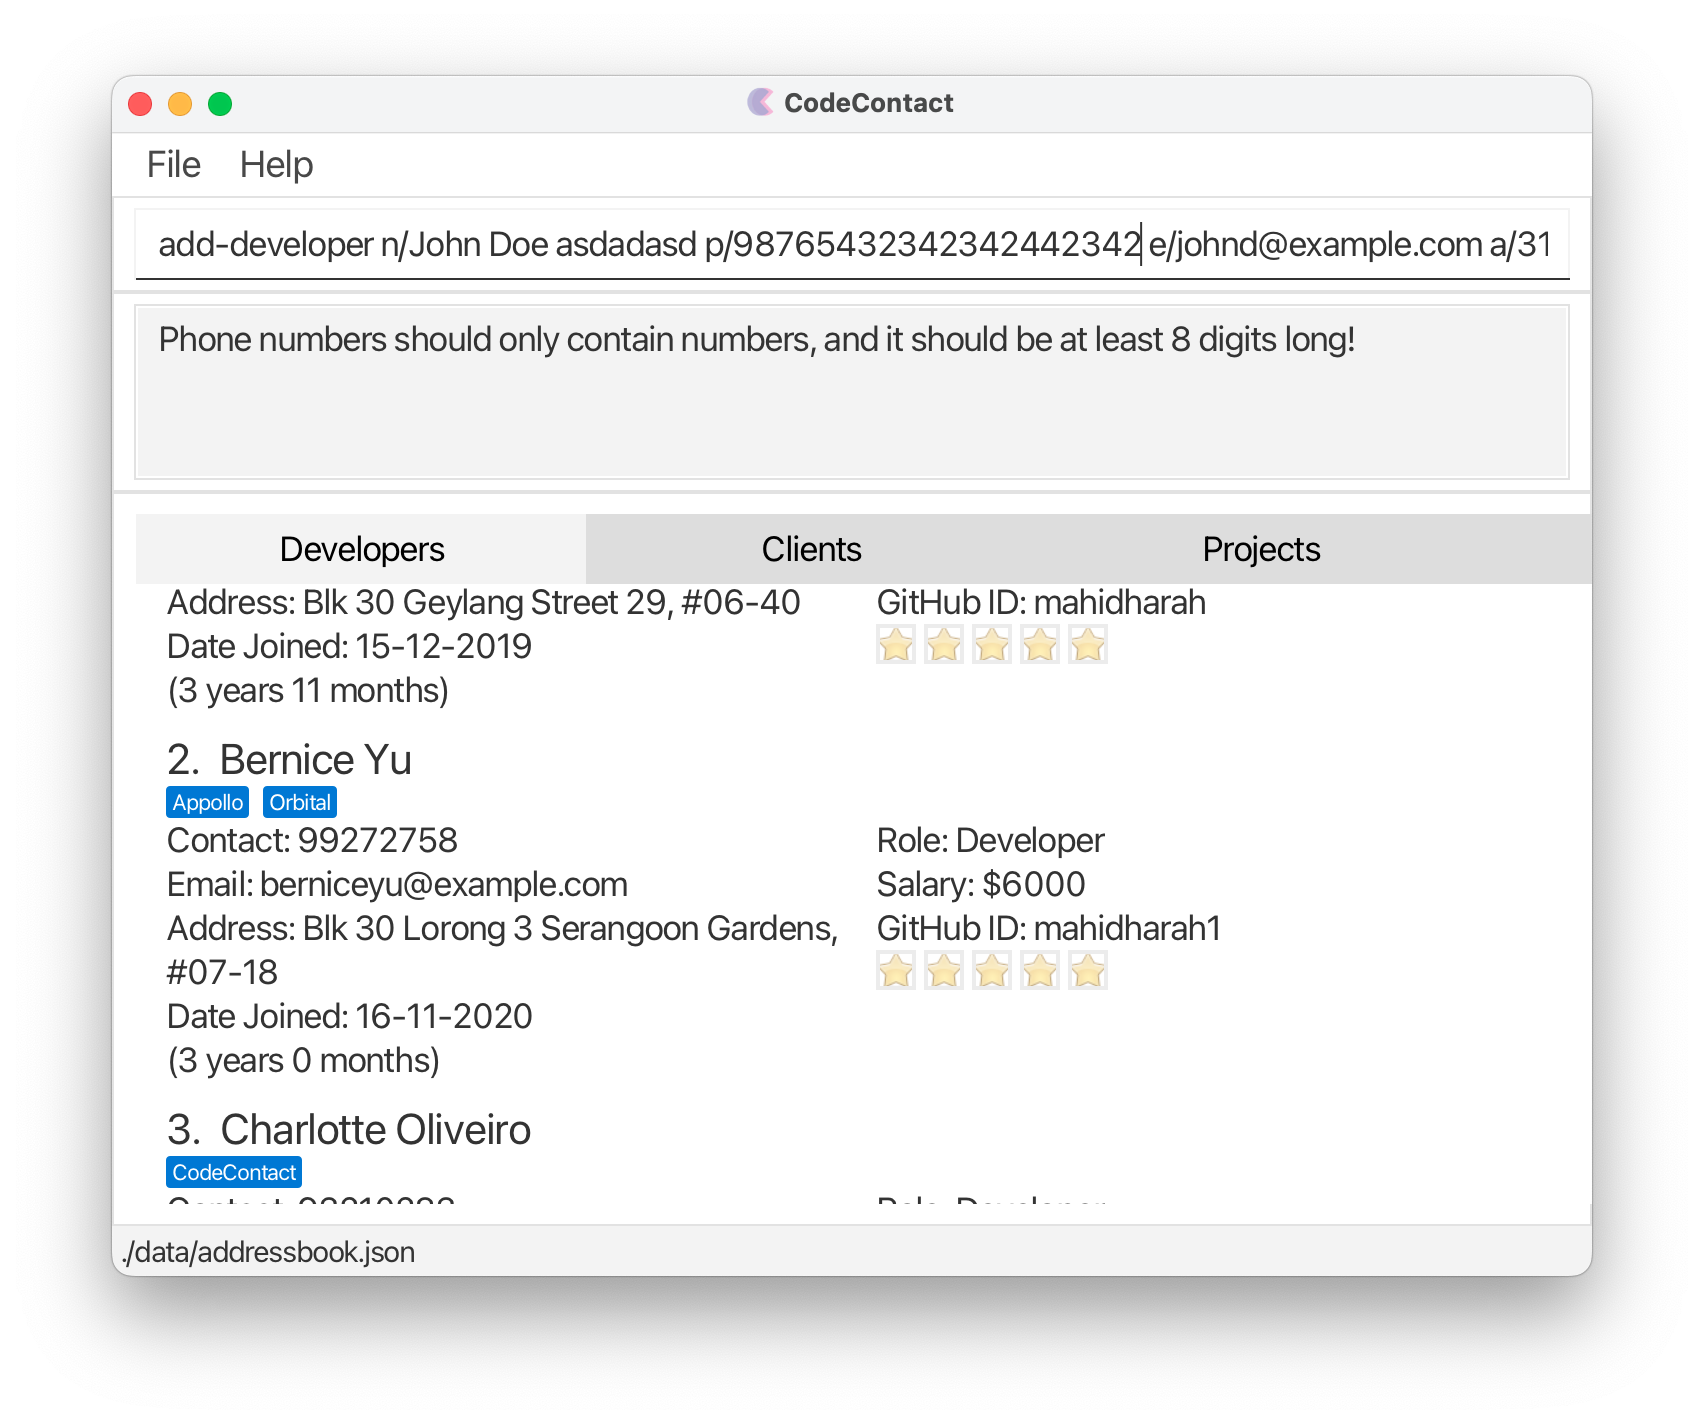 CodeContact
File Help
add-developer n/John Doe asdadasd p/98765432342342442342 e/johnd@example.com a/31
Phone numbers should only contain numbers, and it should be at least 8 digits long!
Developers Clients Projects
Address: Blk 30 Geylang Street 29, #06-40 GitHub ID: mahidharah
Date Joined: 15-12-2019
(3 years 11 months)
2. Bernice Yu
Appollo Orbital
Contact: 99272758 Role: Developer
Email: berniceyu@example.com Salary: $6000
Address: Blk 30 Lorong 3 Serangoon Gardens, GitHub ID: mahidharah1
#07-18
Date Joined: 16-11-2020
(3 years 0 months)
3. Charlotte Oliveiro
CodeContact
./data/addressbook.json